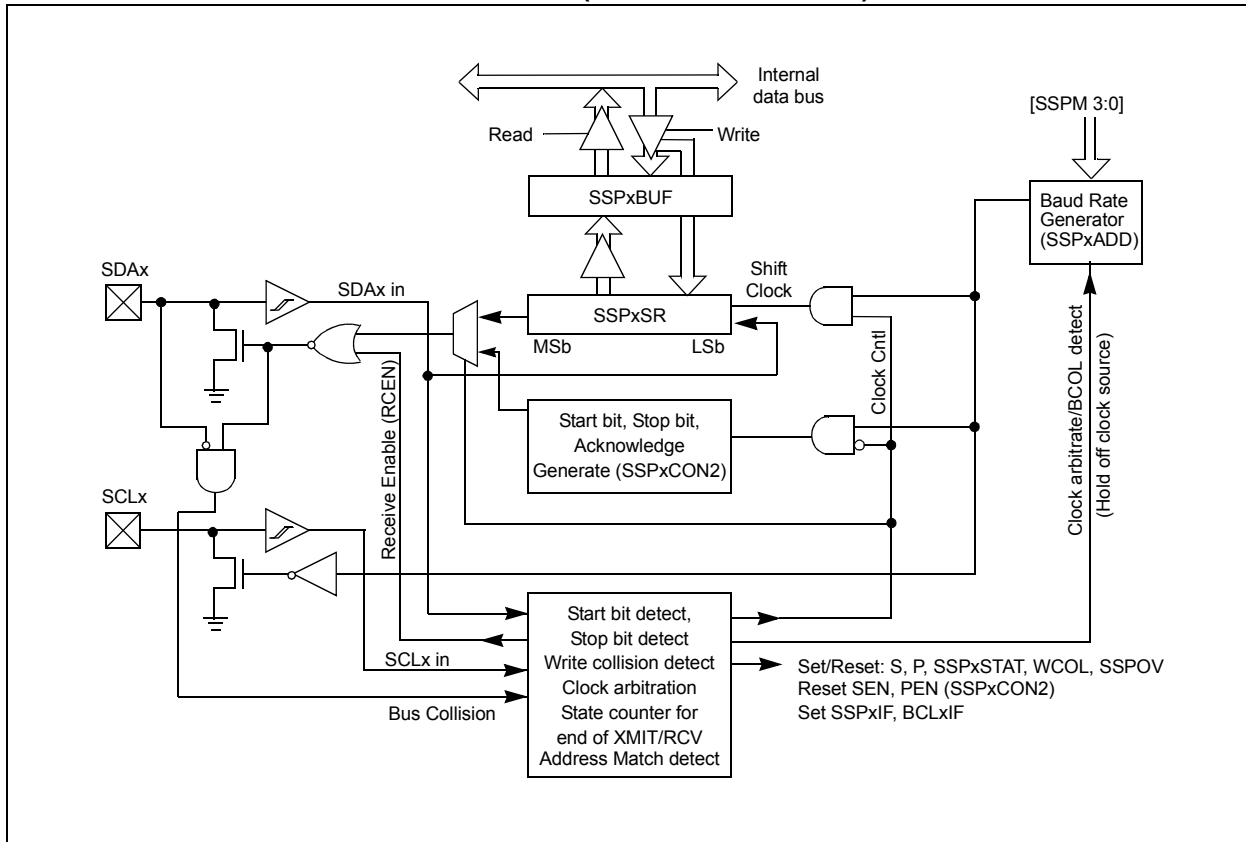 Internal
data bus
[SSPM 3:0]
Read
Write
SSPxBUF
Baud Rate
Generator
(SSPxADD)
SDAx
SDAx in
Shift
Clock
SSPxSR
MSb
LSb
Clock Cntl
Receive Enable (RCEN)
Start bit, Stop bit,
Acknowledge
Generate (SSPxCON2)
Clock arbitrate/BCOL detect
(Hold off clock source)
SCLx
SCLx in
Bus Collision
Start bit detect,
Stop bit detect
Write collision detect
Clock arbitration
State counter for
end of XMIT/RCV
Address Match detect
Set/Reset: S, P, SSPxSTAT, WCOL, SSPOV
Reset SEN, PEN (SSPxCON2)
Set SSPxIF, BCLxIF